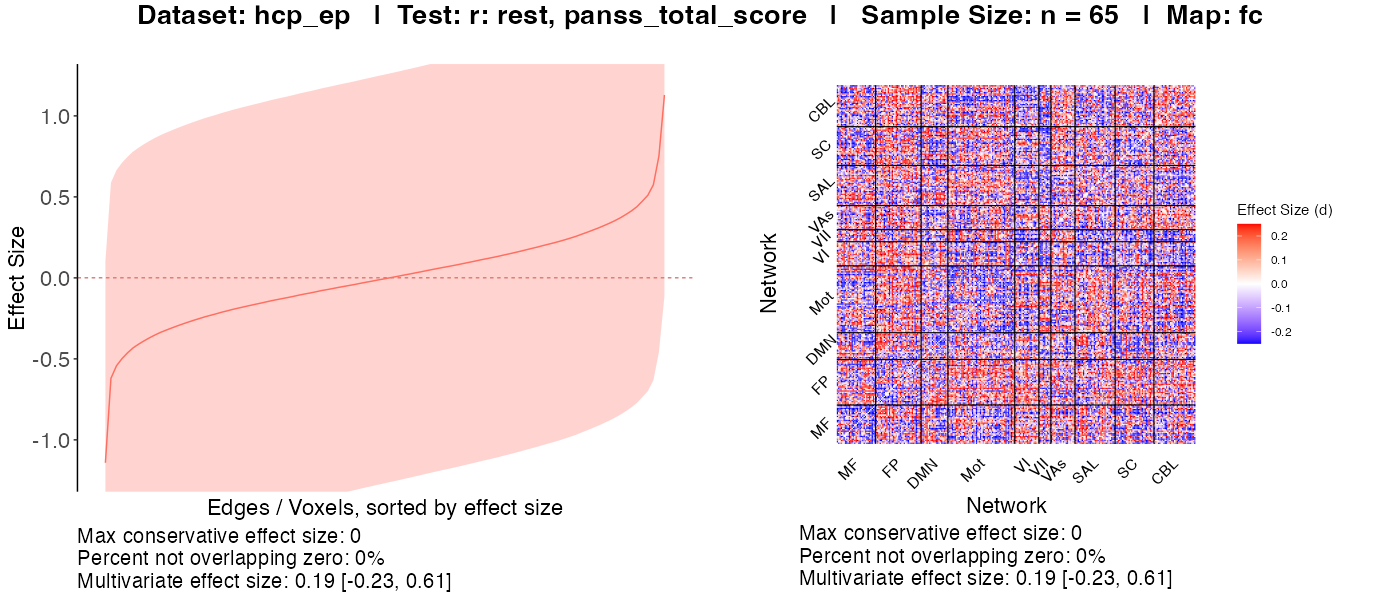 Dataset: hcp_ep | Test: r: rest, panss_total_score | Sample Size: n = 65 | Map: fc
Effect Size
1.0
0.5
0.0
-0.5
-1.0
Edges / Voxels, sorted by effect size
Max conservative effect size: 0
Percent not overlapping zero: 0%
Multivariate effect size: 0.19 [-0.23, 0.61]
Network
CBL
SC
SAL
VAs
VII
VI
Mot
DMN
FP
MF
MF FP DMN Mot VI VII VAs SAL SC CBL
Network
Max conservative effect size: 0
Percent not overlapping zero: 0%
Multivariate effect size: 0.19 [-0.23, 0.61]
Effect Size (d)
0.2
0.1
0.0
-0.1
-0.2